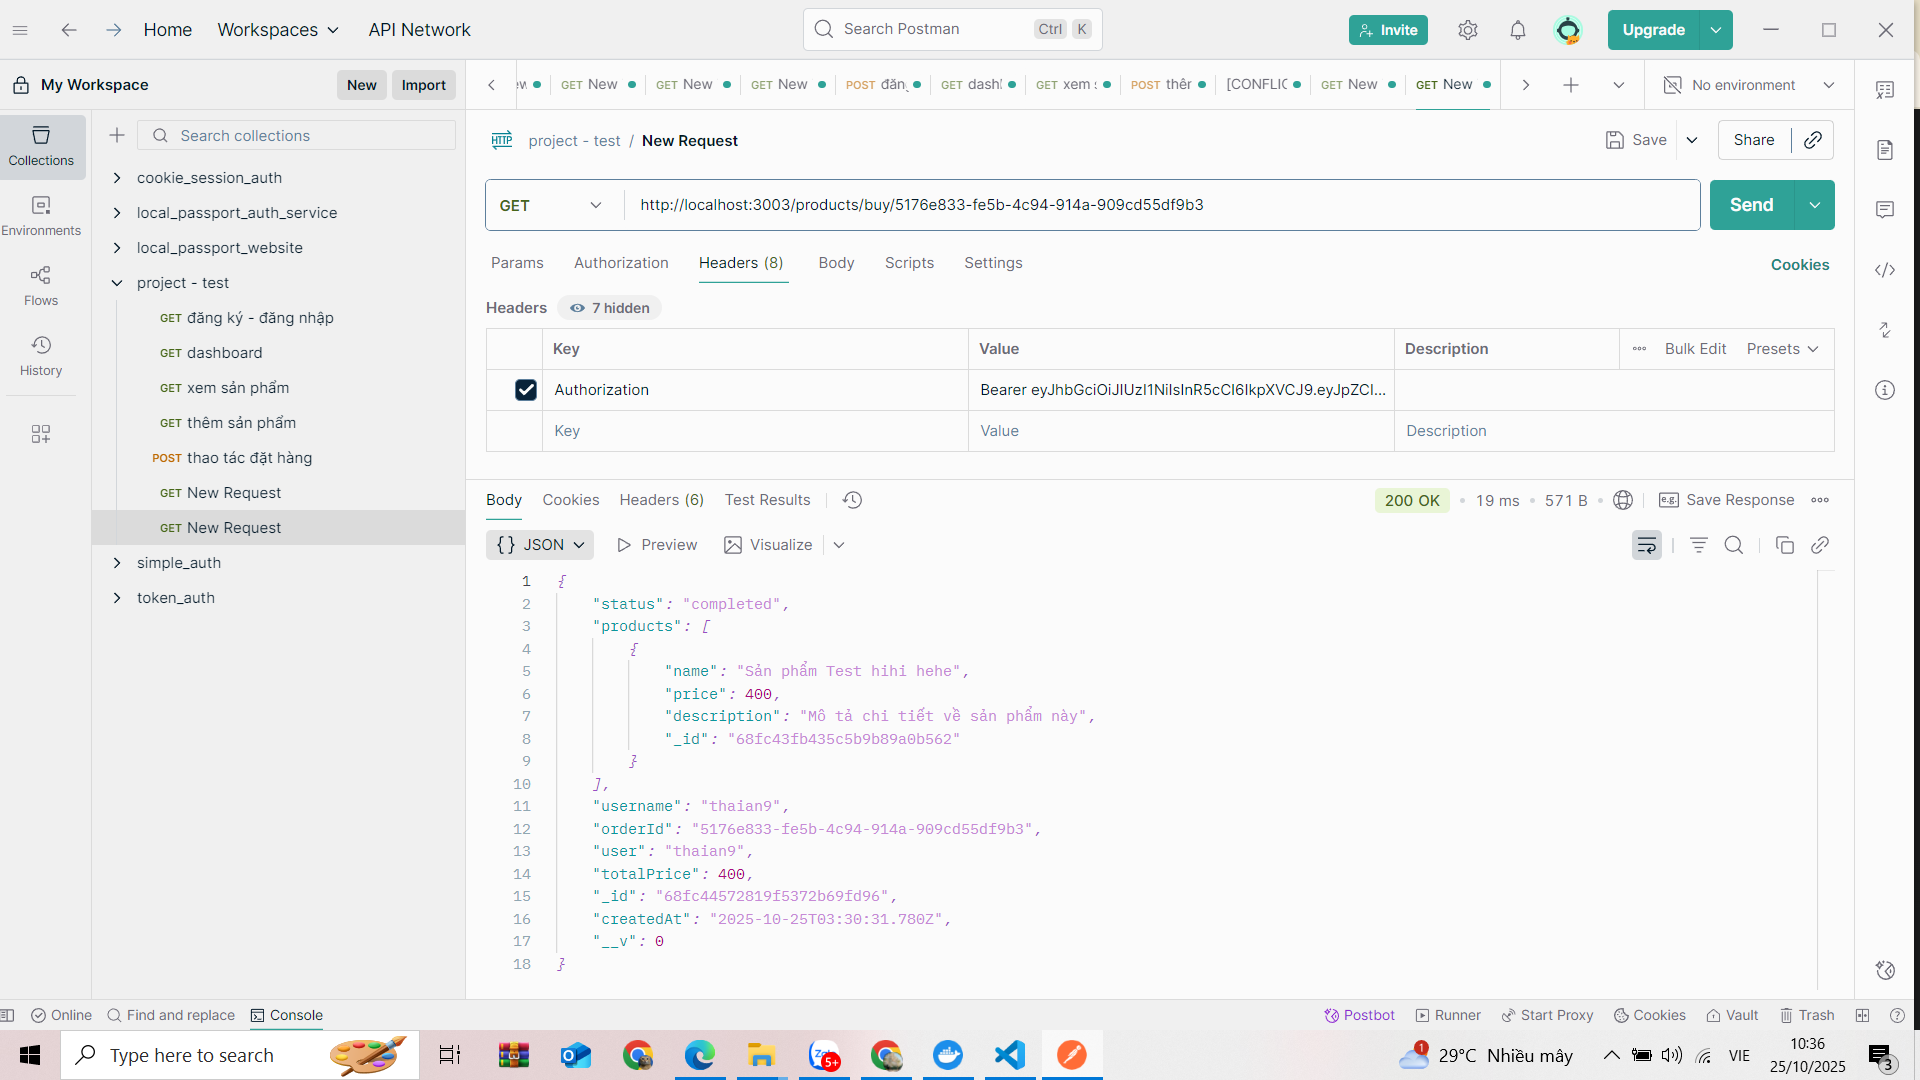 Home
Workspaces
API Network
Search Postman
Ctrl K
Invite
Upgrade
My Workspace
New
Import
GET New
GET New
GET New
POST
GET
GET xem
POST
[CONFLIC
GET New
GET New
No environment
Collections
Search collections
project - test / New Request
Save
Share
cookie_session_auth
local_passport_auth_service
local_passport_website
project - test
GET đăng ký - đăng nhập
GET dashboard
GET xem sản phẩm
GET thêm sản phẩm
POST thao tác đặt hàng
GET New Request
GET New Request
simple_auth
token_auth
Environments
Flows
History
GET
http://localhost:3003/products/buy/5176e833-fe5b-4c94-914a-909cd55df9b3
Send
Params
Authorization
Headers (8)
Body
Scripts
Settings
Cookies
Headers
7 hidden
Key
Value
Description
Bulk Edit
Presets
Authorization
Bearer
Key
Value
Description
Body
Cookies
Headers (6)
Test Results
200 OK
19 ms
571 B
e.g. Save Response
{} JSON
Preview
Visualize
1 {
2 "status": "completed",
3 "products": [
4 {
5 "name": "Sản phẩm Test hihi hehe",
6 "price": 400,
7 "description": "Mô tả chi tiết về sản phẩm này",
8 "_id": "68fc43fb435c5b9b89a0b562"
9 }
10 ],
11 "username": "thaian9",
12 "orderId": "5176e833-fe5b-4c94-914a-909cd55df9b3",
13 "user": "thaian9",
14 "totalPrice": 400,
15 "_id": "68fc44572819f5372b69fd96",
16 "createdAt": "2025-10-25T03:30:31.780Z",
17 "__v": 0
18 }
Online
Find and replace
Console
Postbot
Runner
Start Proxy
Cookies
Vault
Trash
Type here to search
5+
1
29°C Nhiều mây
VIE
10:36
25/10/2025
3